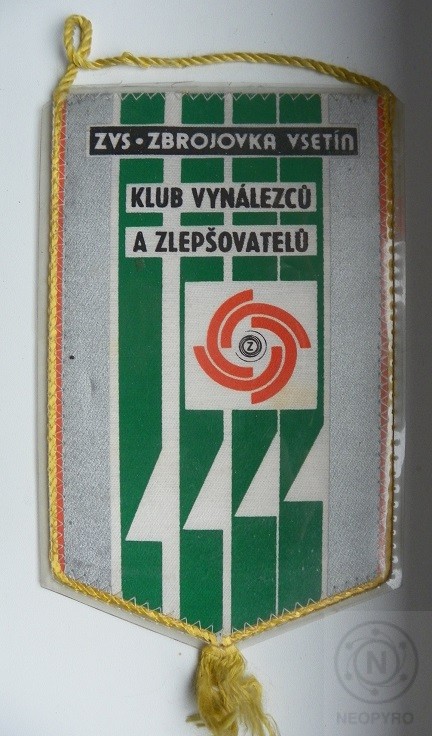 ZVS • ZBROJOVKA VSETÍN
KLUB VYNÁLEZCŮ
A ZLEPŠOVATELŮ
Z
N
NEOPYRO